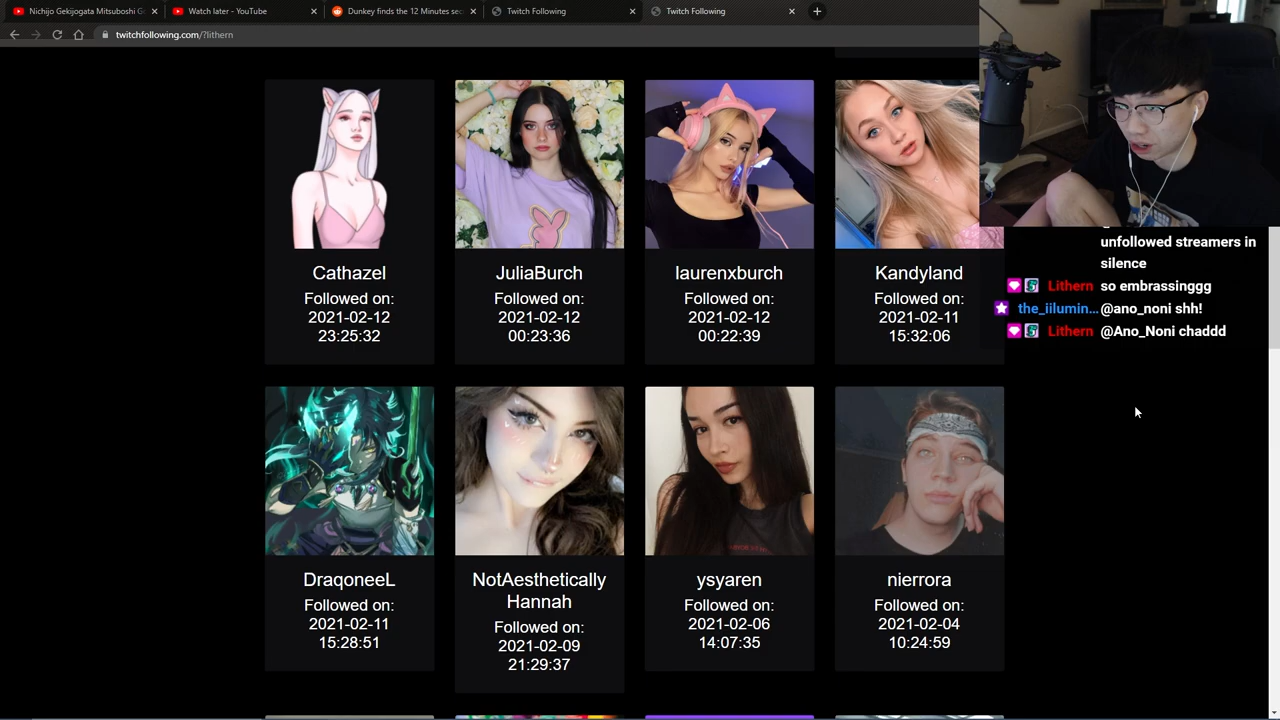 Nichijo Gekijogata Mitsuboshi G
Watch later - YouTube
Dunkey finds the 12 Minutes sec
Twitch Following
Twitch Following
twitchfollowing.com/?lithern
Cathazel
Followed on:
2021-02-12
23:25:32
JuliaBurch
Followed on:
2021-02-12
00:23:36
laurenxburch
Followed on:
2021-02-12
00:22:39
Kandyland
Followed on:
2021-02-11
15:32:06
unfollowed streamers in
silence
Lithern so embrassinggg
the_iilumin... @ano_noni shh!
Lithern @Ano_Noni chaddd
DraqoneeL
Followed on:
2021-02-11
15:28:51
NotAesthetically
Hannah
Followed on:
2021-02-09
21:29:37
ysyaren
Followed on:
2021-02-06
14:07:35
nierrora
Followed on:
2021-02-04
10:24:59